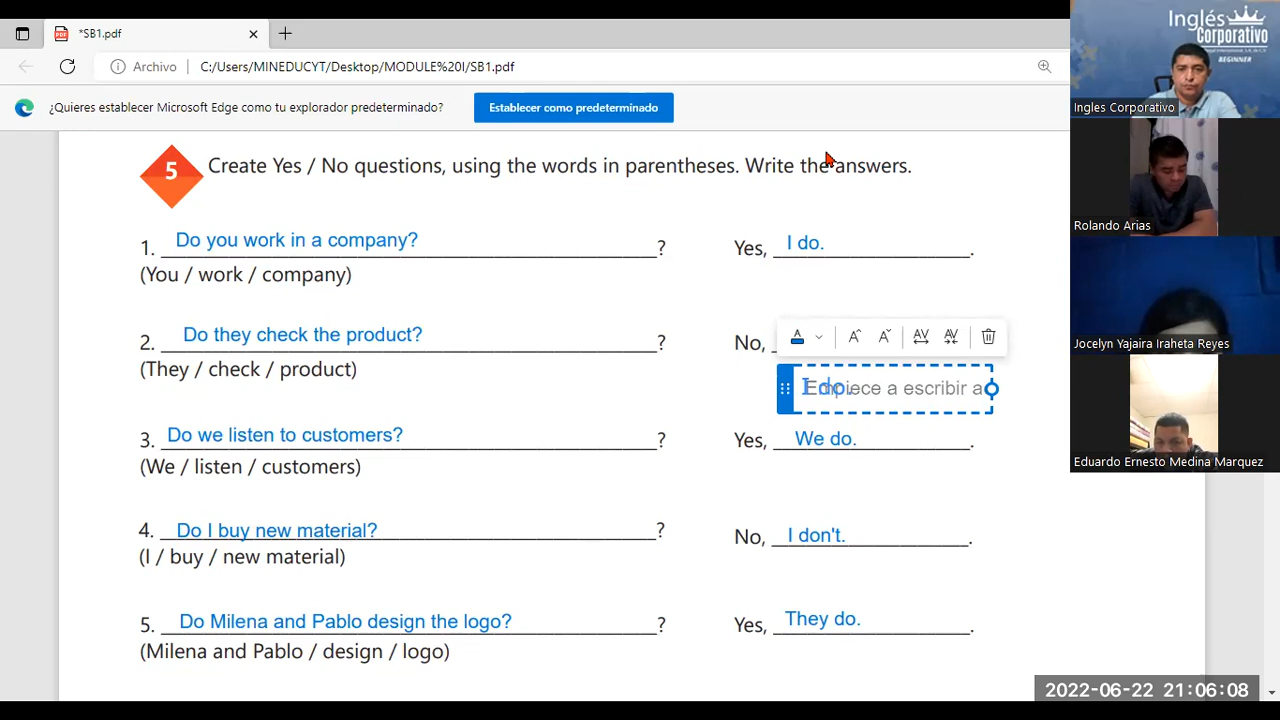 *SB1.pdf
Archivo
C:/Users/MINEDUCYT/Desktop/MODULE%20I/SB1.pdf
¿Quieres establecer Microsoft Edge como tu explorador predeterminado?
Establecer como predeterminado
5
Create Yes / No questions, using the words in parentheses. Write the answers.
1. Do you work in a company? ?
Yes, I do. .
(You / work / company)
2. Do they check the product? ?
No,
(They / check / product)
I do.
Empiece a escribir a
3. Do we listen to customers? ?
Yes, We do. .
(We / listen / customers)
4. Do I buy new material? ?
No, I don't. .
(I / buy / new material)
5. Do Milena and Pablo design the logo? ?
Yes, They do. .
(Milena and Pablo / design / logo)
Inglés
Corporativo
BEGINNER
Ingles Corporativo
Rolando Arias
Jocelyn Yajaira Iraheta Reyes
Eduardo Ernesto Medina Marquez
2022-06-22 21:06:08